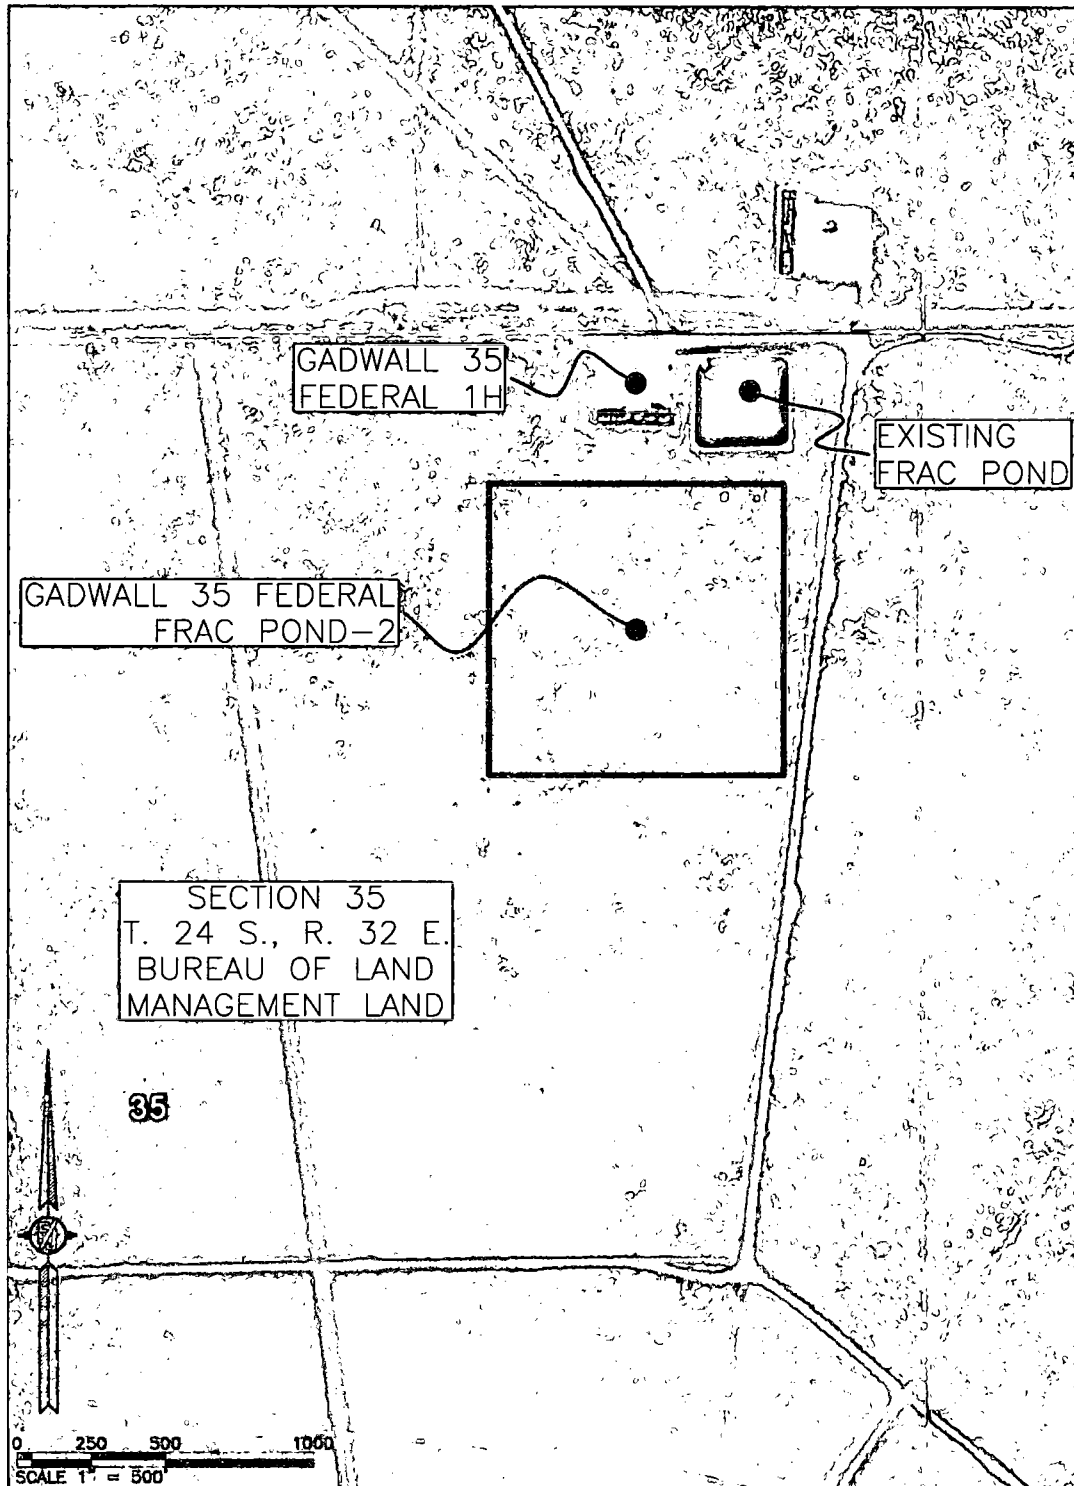 GADWALL 35
FEDERAL 1H
EXISTING
FRAC POND
GADWALL 35 FEDERAL
FRAC POND-2
SECTION 35
T. 24 S., R. 32 E.
BUREAU OF LAND
MANAGEMENT LAND
35
0 250 500 1000
SCALE 1" = 500'